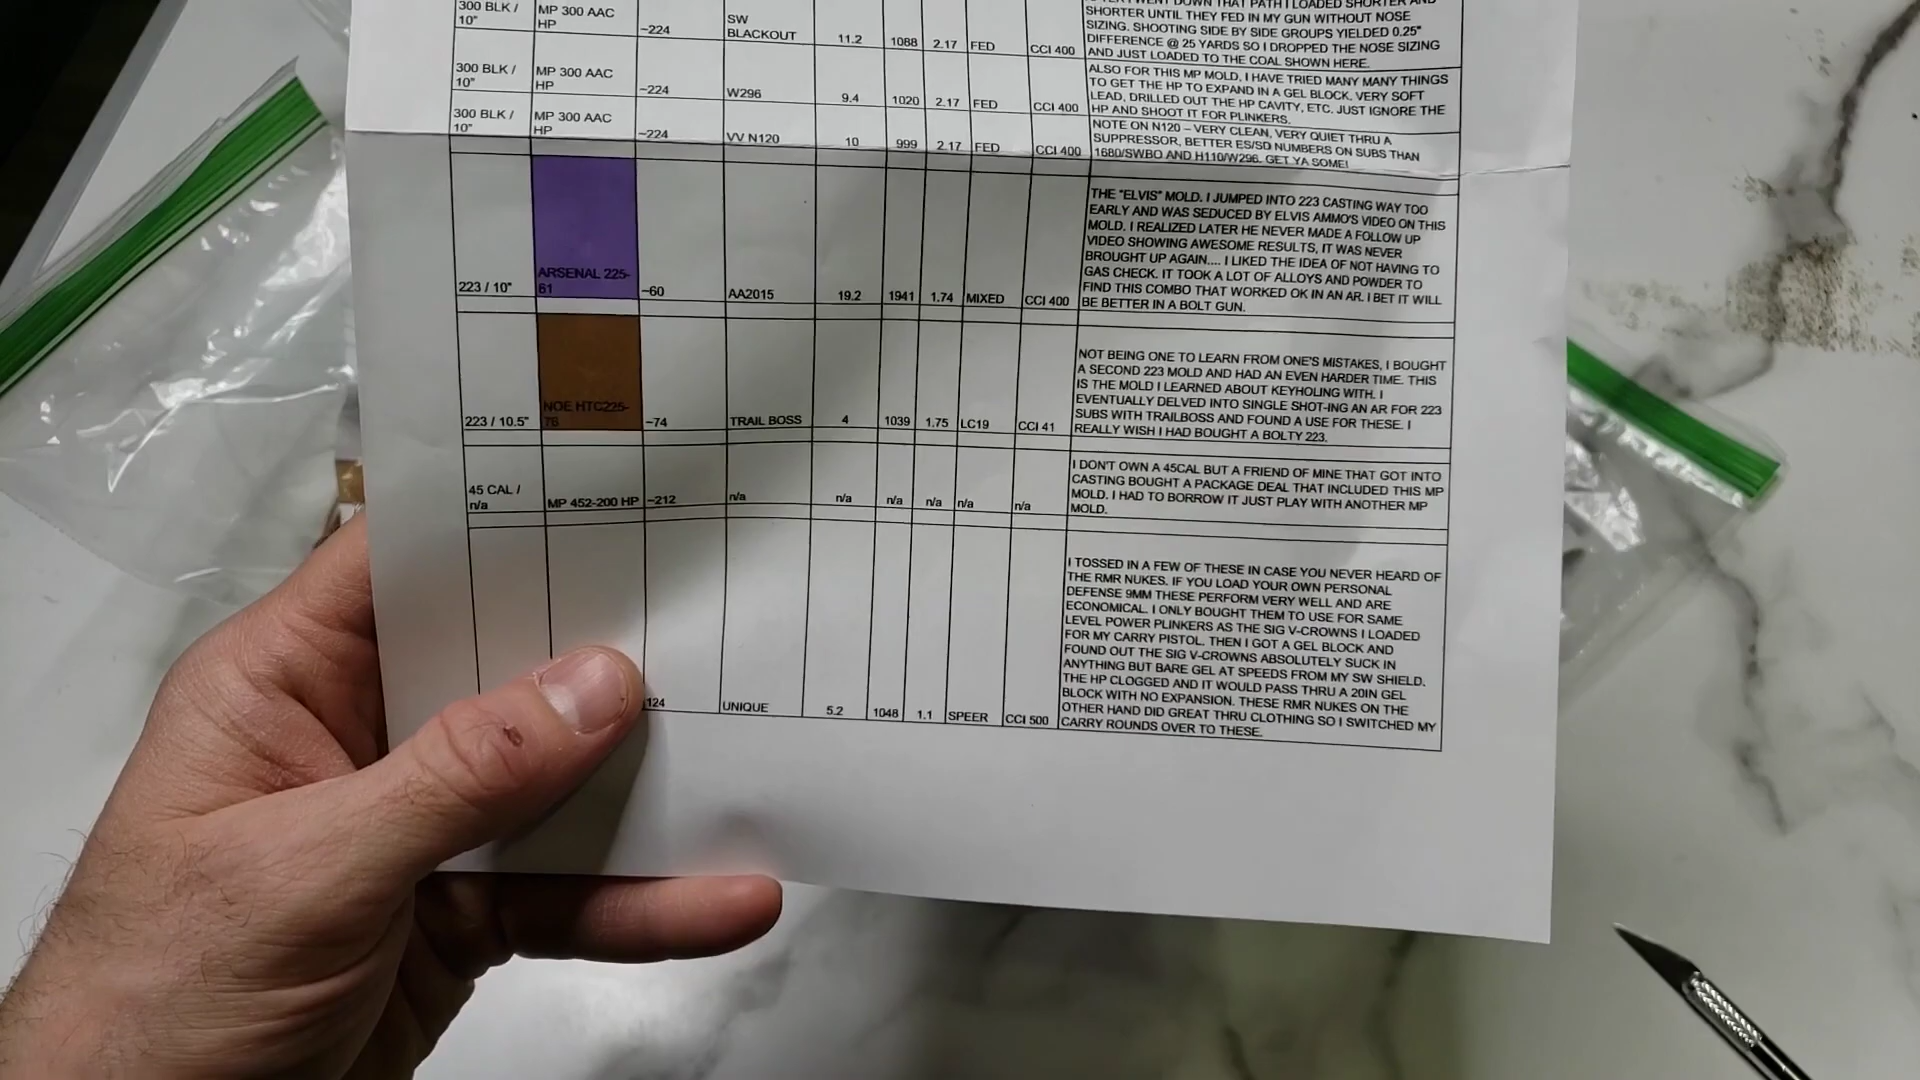 WENT DOWN THAT PATH I LOADED SHORTER AND
300 BLK / 10" MP 300 AAC HP ~224 SW BLACKOUT 11.2 1088 2.17 FED CCI 400
SHORTER UNTIL THEY FED IN MY GUN WITHOUT NOSE
SIZING. SHOOTING SIDE BY SIDE GROUPS YIELDED 0.25"
DIFFERENCE @ 25 YARDS SO I DROPPED THE NOSE SIZING
AND JUST LOADED TO THE COAL SHOWN HERE.
300 BLK / 10" MP 300 AAC HP ~224 W296 9.4 1020 2.17 FED CCI 400
ALSO FOR THIS MP MOLD, I HAVE TRIED MANY MANY THINGS
TO GET THE HP TO EXPAND IN A GEL BLOCK. VERY SOFT
LEAD, DRILLED OUT THE HP CAVITY, ETC. JUST IGNORE THE
HP AND SHOOT IT FOR PLINKERS.
300 BLK / 10" MP 300 AAC HP ~224 VV N120 10 999 2.17 FED CCI 400
NOTE ON N120 – VERY CLEAN, VERY QUIET THRU A
SUPPRESSOR, BETTER ES/SD NUMBERS ON SUBS THAN
1680/SWBO AND H110/W296. GET YA SOME!
223 / 10" ARSENAL 225-61 ~60 AA2015 19.2 1941 1.74 MIXED CCI 400
THE "ELVIS" MOLD. I JUMPED INTO 223 CASTING WAY TOO
EARLY AND WAS SEDUCED BY ELVIS AMMO'S VIDEO ON THIS
MOLD. I REALIZED LATER HE NEVER MADE A FOLLOW UP
VIDEO SHOWING AWESOME RESULTS, IT WAS NEVER
BROUGHT UP AGAIN.... I LIKED THE IDEA OF NOT HAVING TO
GAS CHECK. IT TOOK A LOT OF ALLOYS AND POWDER TO
FIND THIS COMBO THAT WORKED OK IN AN AR. I BET IT WILL
BE BETTER IN A BOLT GUN.
223 / 10.5" NOE HTC225- ~74 TRAIL BOSS 4 1039 1.75 LC19 CCI 41
NOT BEING ONE TO LEARN FROM ONE'S MISTAKES, I BOUGHT
A SECOND 223 MOLD AND HAD AN EVEN HARDER TIME. THIS
IS THE MOLD I LEARNED ABOUT KEYHOLING WITH. I
EVENTUALLY DELVED INTO SINGLE SHOT-ING AN AR FOR 223
SUBS WITH TRAILBOSS AND FOUND A USE FOR THESE. I
REALLY WISH I HAD BOUGHT A BOLTY 223.
45 CAL / n/a MP 452-200 HP ~212 n/a n/a n/a n/a n/a n/a
I DON'T OWN A 45CAL BUT A FRIEND OF MINE THAT GOT INTO
CASTING BOUGHT A PACKAGE DEAL THAT INCLUDED THIS MP
MOLD. I HAD TO BORROW IT JUST PLAY WITH ANOTHER MP
MOLD.
124 UNIQUE 5.2 1048 1.1 SPEER CCI 500
I TOSSED IN A FEW OF THESE IN CASE YOU NEVER HEARD OF
THE RMR NUKES. IF YOU LOAD YOUR OWN PERSONAL
DEFENSE 9MM THESE PERFORM VERY WELL AND ARE
ECONOMICAL. I ONLY BOUGHT THEM TO USE FOR SAME
LEVEL POWER PLINKERS AS THE SIG V-CROWNS I LOADED
FOR MY CARRY PISTOL. THEN I GOT A GEL BLOCK AND
FOUND OUT THE SIG V-CROWNS ABSOLUTELY SUCK IN
ANYTHING BUT BARE GEL AT SPEEDS FROM MY SW SHIELD.
THE HP CLOGGED AND IT WOULD PASS THRU A 20IN GEL
BLOCK WITH NO EXPANSION. THESE RMR NUKES ON THE
OTHER HAND DID GREAT THRU CLOTHING SO I SWITCHED MY
CARRY ROUNDS OVER TO THESE.